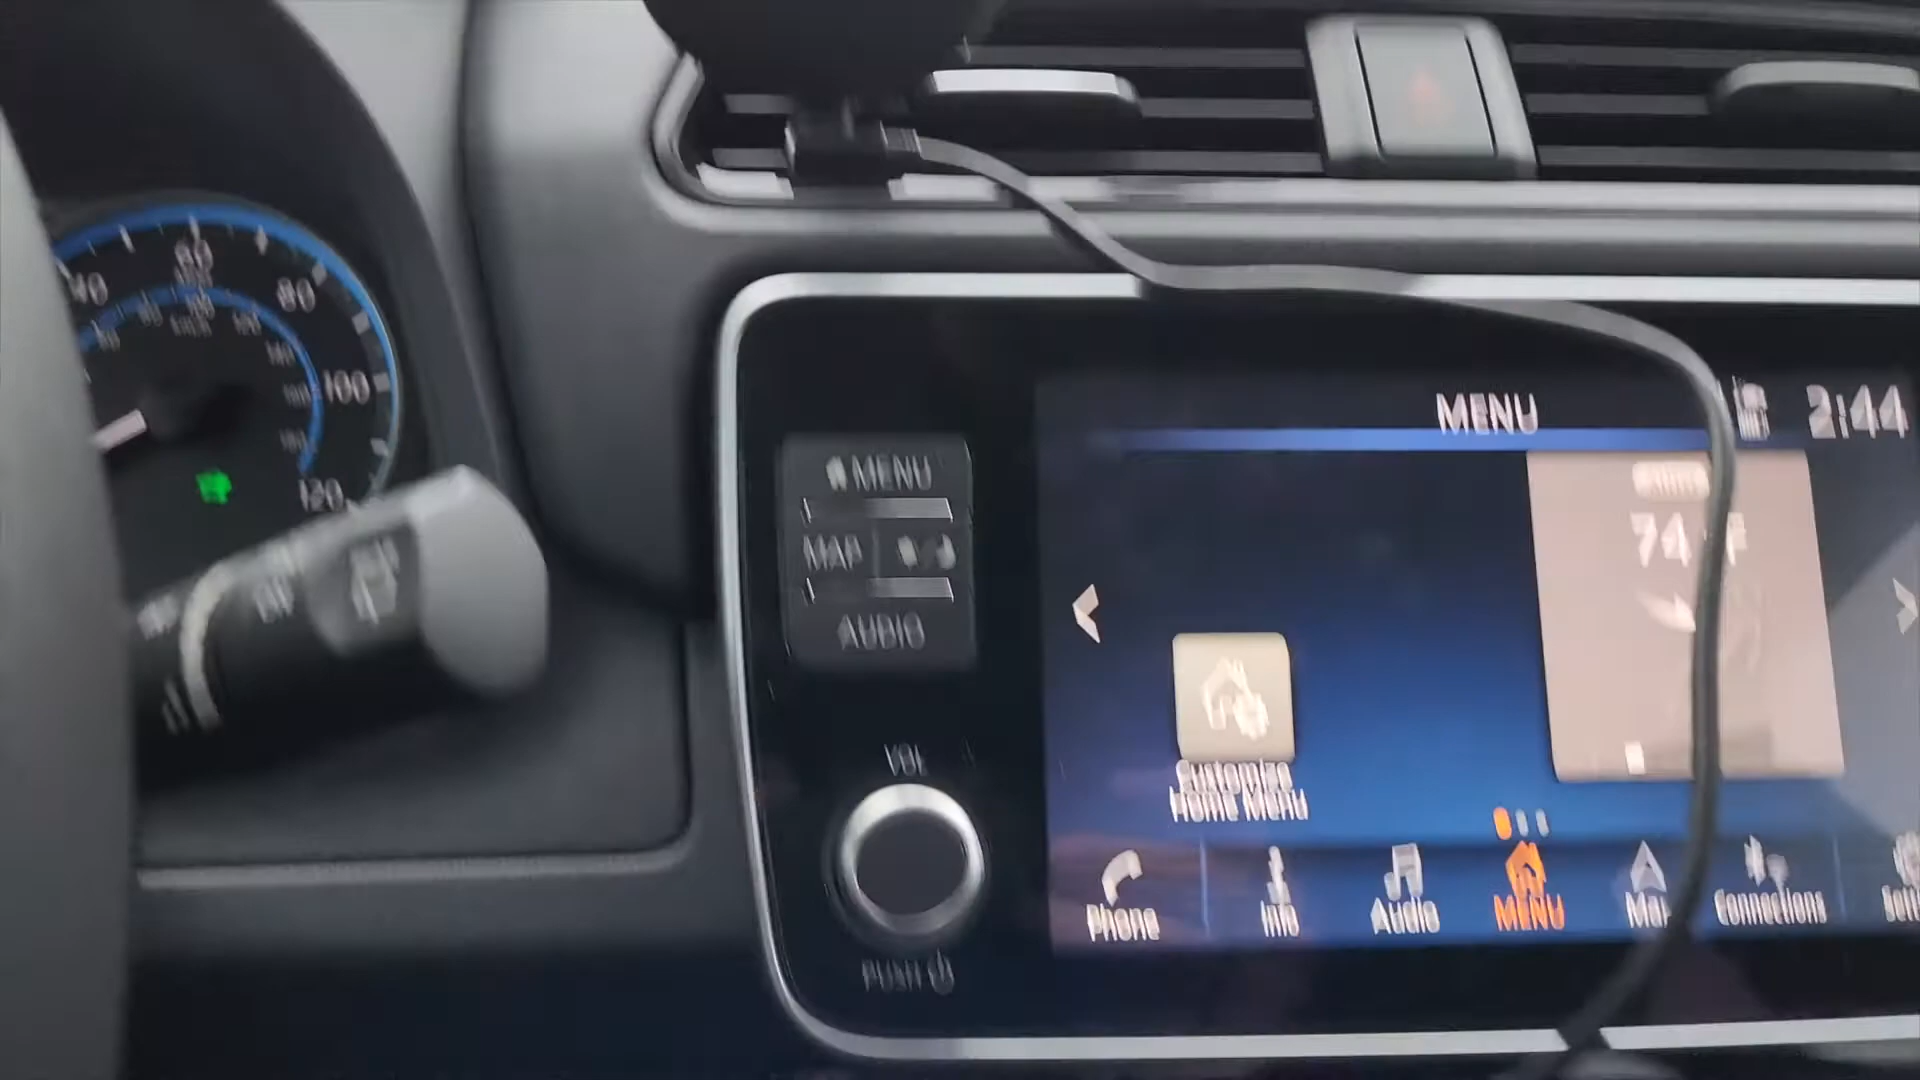 40
60
80
100
120
MENU
MAP
AUDIO
VOL
PUSH
MENU
2:44
74 °F
Customize
Home Menu
Phone
Info
Audio
MENU
Connections